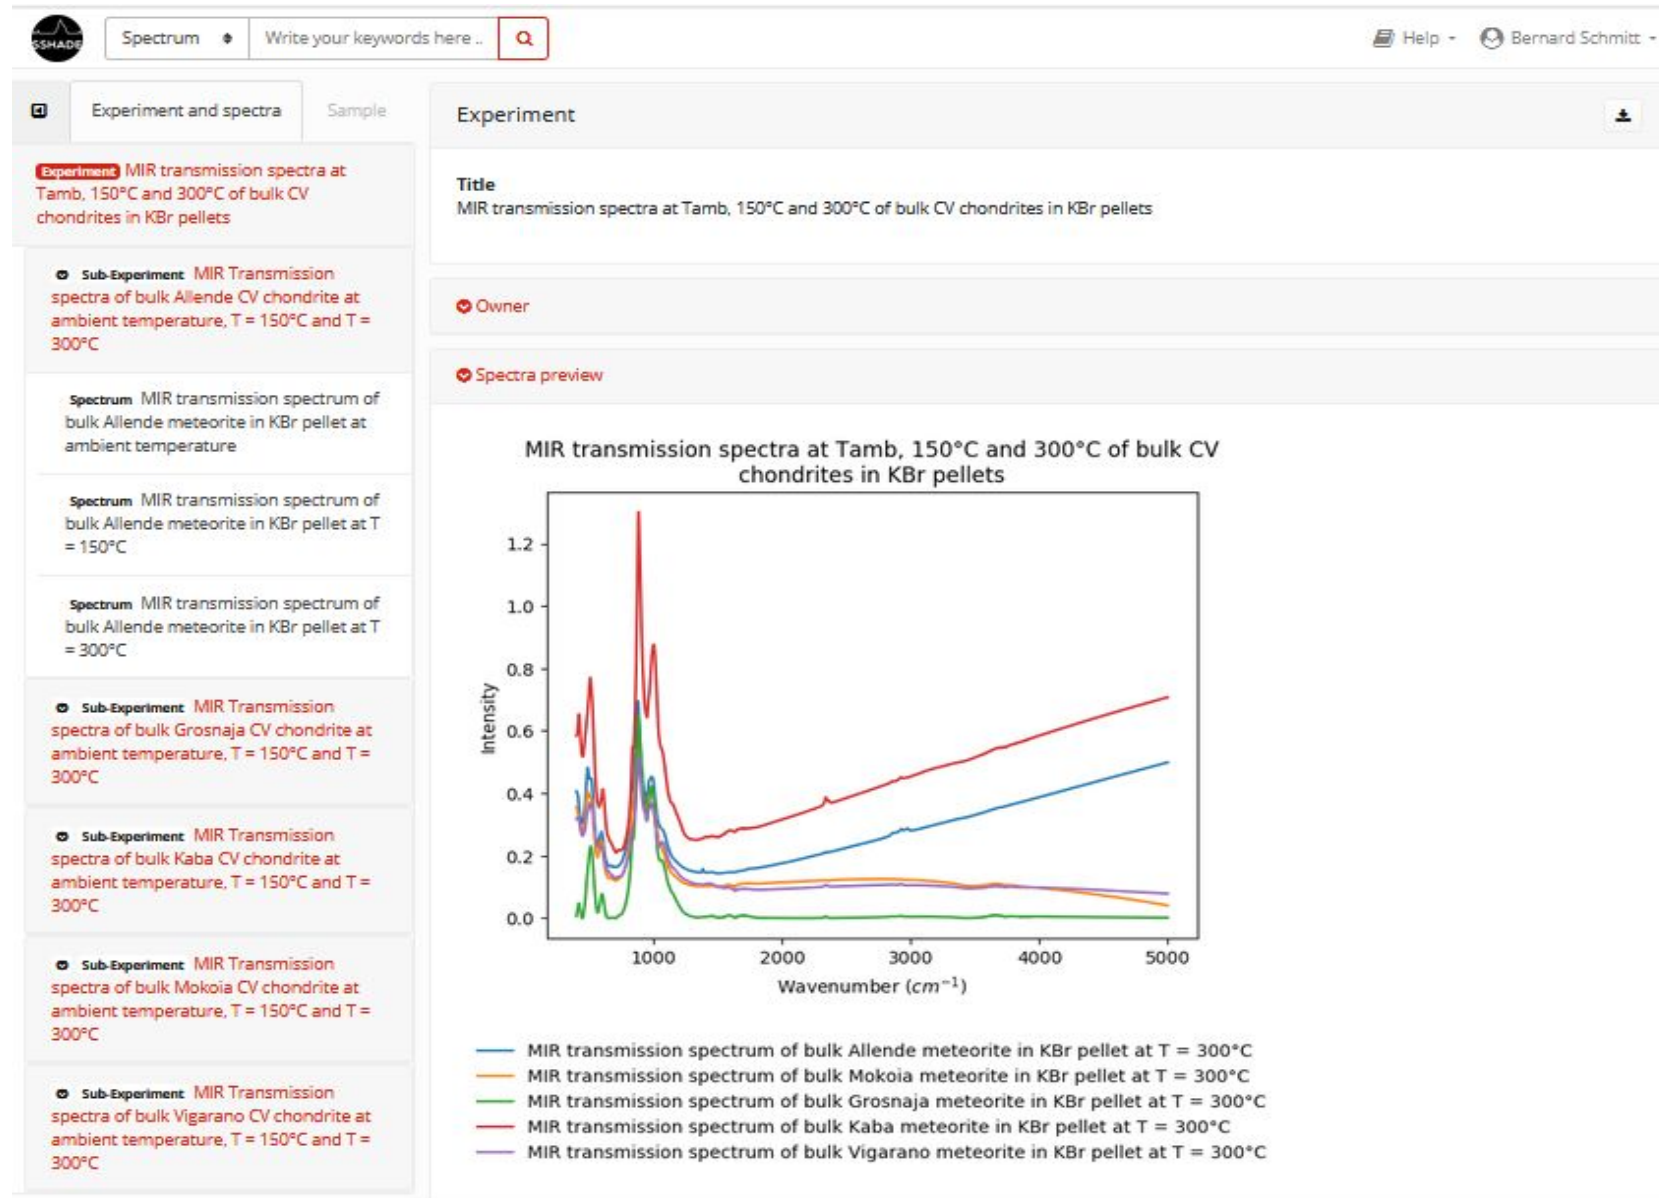 SSHADE
Spectrum
Write your keywords here ..
Help
Bernard Schmitt
Experiment and spectra
Sample
Experiment MIR transmission spectra at
Tamb, 150°C and 300°C of bulk CV
chondrites in KBr pellets
Sub-Experiment MIR Transmission
spectra of bulk Allende CV chondrite at
ambient temperature, T = 150°C and T =
300°C
Spectrum MIR transmission spectrum of
bulk Allende meteorite in KBr pellet at
ambient temperature
Spectrum MIR transmission spectrum of
bulk Allende meteorite in KBr pellet at T
= 150°C
Spectrum MIR transmission spectrum of
bulk Allende meteorite in KBr pellet at T
= 300°C
Sub-Experiment MIR Transmission
spectra of bulk Grosnaja CV chondrite at
ambient temperature, T = 150°C and T =
300°C
Sub-Experiment MIR Transmission
spectra of bulk Kaba CV chondrite at
ambient temperature, T = 150°C and T =
300°C
Sub-Experiment MIR Transmission
spectra of bulk Mokoia CV chondrite at
ambient temperature, T = 150°C and T =
300°C
Sub-Experiment MIR Transmission
spectra of bulk Vigarano CV chondrite at
ambient temperature, T = 150°C and T =
300°C
Experiment
Title
MIR transmission spectra at Tamb, 150°C and 300°C of bulk CV chondrites in KBr pellets
Owner
Spectra preview
MIR transmission spectra at Tamb, 150°C and 300°C of bulk CV
chondrites in KBr pellets
Intensity
1.2
1.0
0.8
0.6
0.4
0.2
0.0
1000 2000 3000 4000 5000
Wavenumber (cm⁻¹)
MIR transmission spectrum of bulk Allende meteorite in KBr pellet at T = 300°C
MIR transmission spectrum of bulk Mokoia meteorite in KBr pellet at T = 300°C
MIR transmission spectrum of bulk Grosnaja meteorite in KBr pellet at T = 300°C
MIR transmission spectrum of bulk Kaba meteorite in KBr pellet at T = 300°C
MIR transmission spectrum of bulk Vigarano meteorite in KBr pellet at T = 300°C